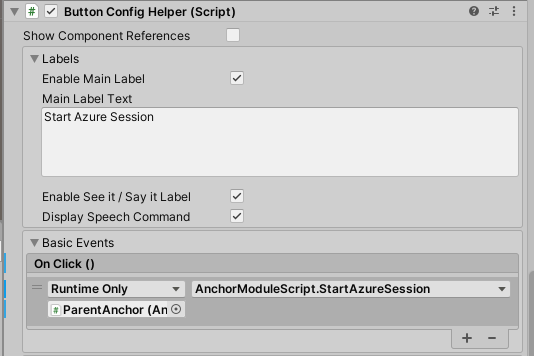 Button Config Helper (Script)
Show Component References
Labels
Enable Main Label
Main Label Text
Start Azure Session
Enable See it / Say it Label
Display Speech Command
Basic Events
On Click ()
Runtime Only AnchorModuleScript.StartAzureSession
ParentAnchor (An